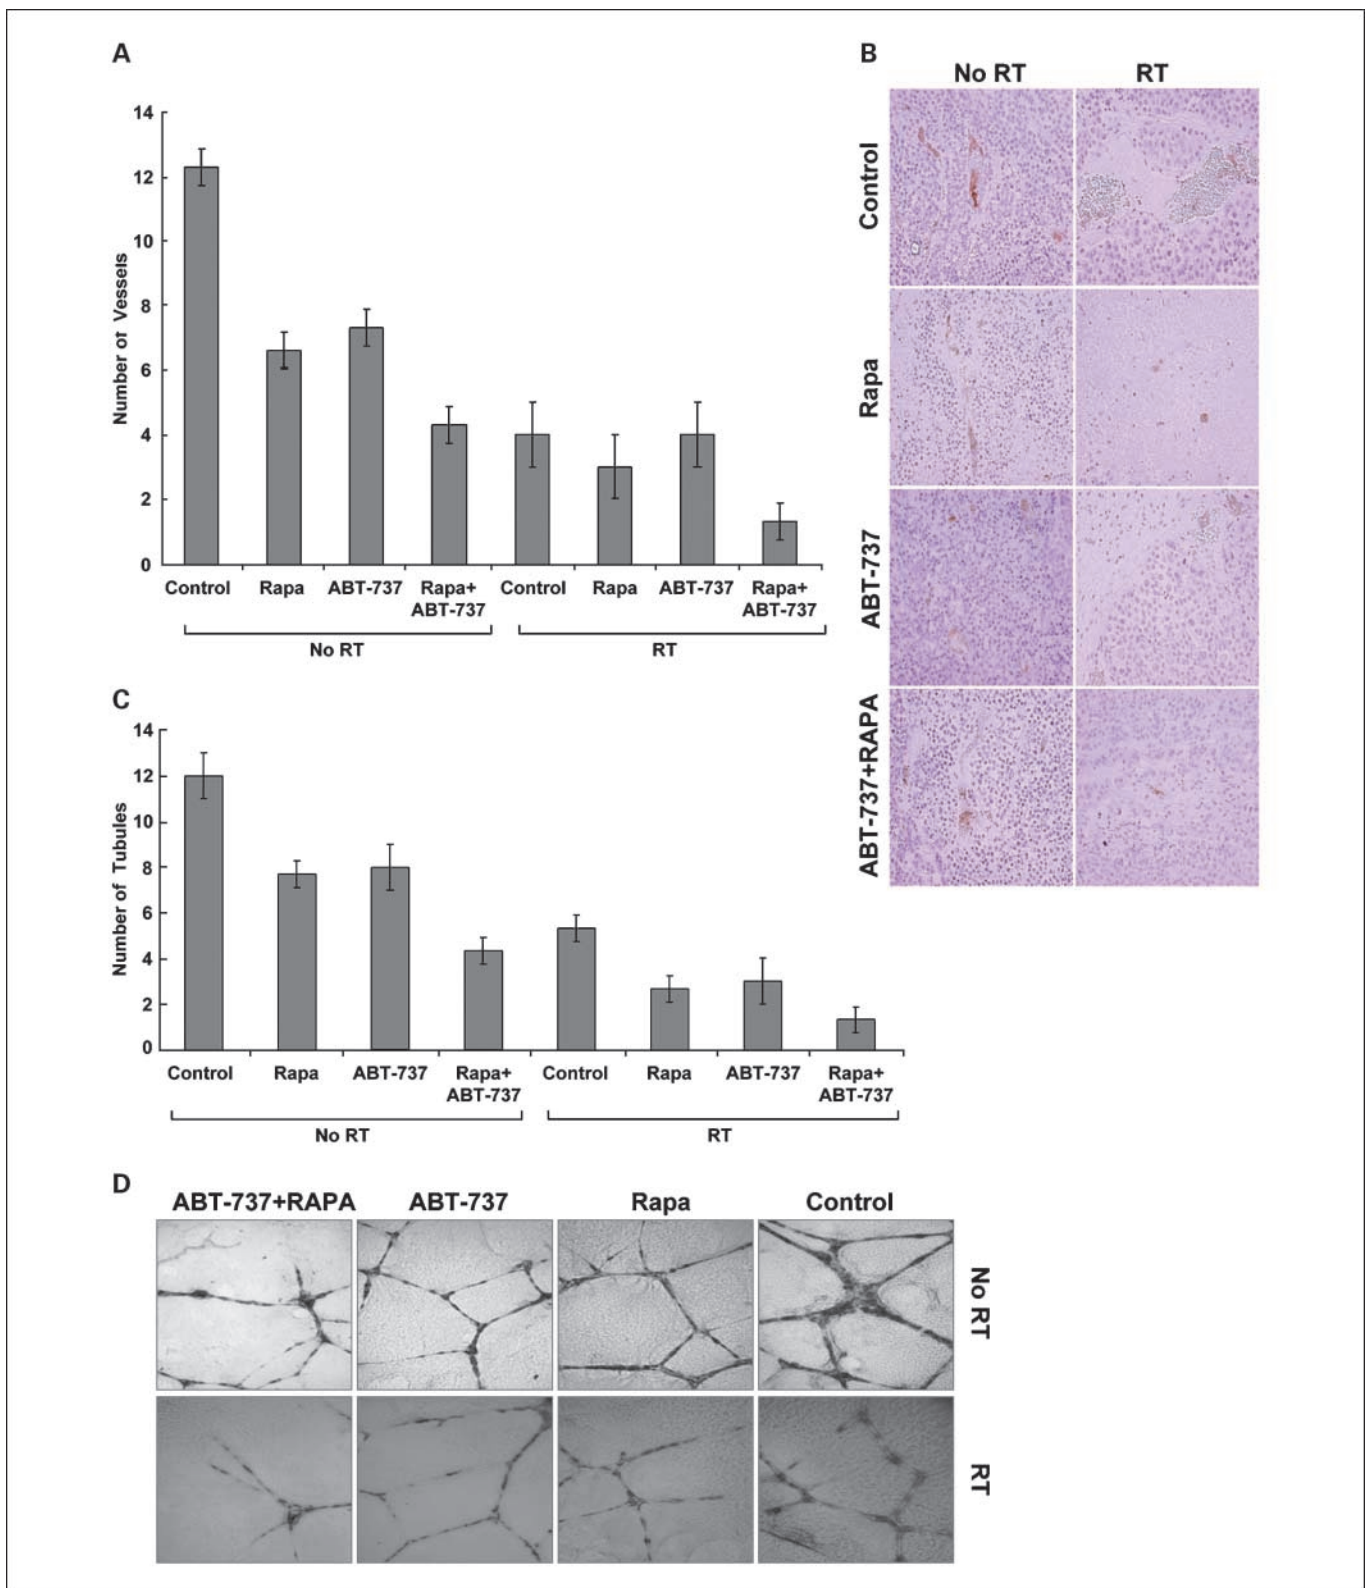 A
14
12
10
8
6
4
2
0
Number of Vessels
Control Rapa ABT-737 Rapa+ Control Rapa ABT-737 Rapa+
ABT-737 ABT-737
No RT RT
B
No RT RT
Control
Rapa
ABT-737
ABT-737+RAPA
C
14
12
10
8
6
4
2
0
Number of Tubules
Control Rapa ABT-737 Rapa+ Control Rapa ABT-737 Rapa+
ABT-737 ABT-737
No RT RT
D
ABT-737+RAPA ABT-737 Rapa Control
No RT
RT